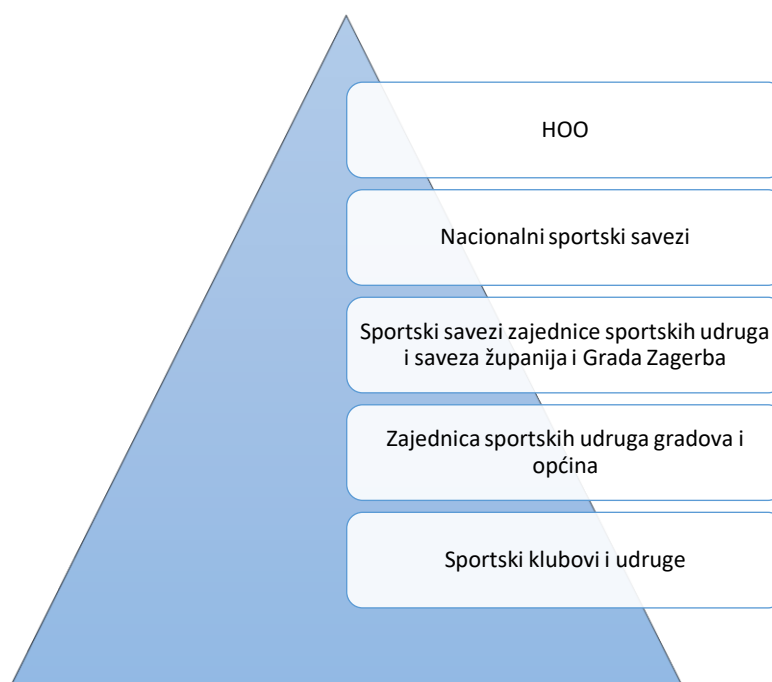 HOO
Nacionalni sportski savezi
Sportski savezi zajednice sportskih udruga
i saveza županija i Grada Zagerba
Zajednica sportskih udruga gradova i
općina
Sportski klubovi i udruge